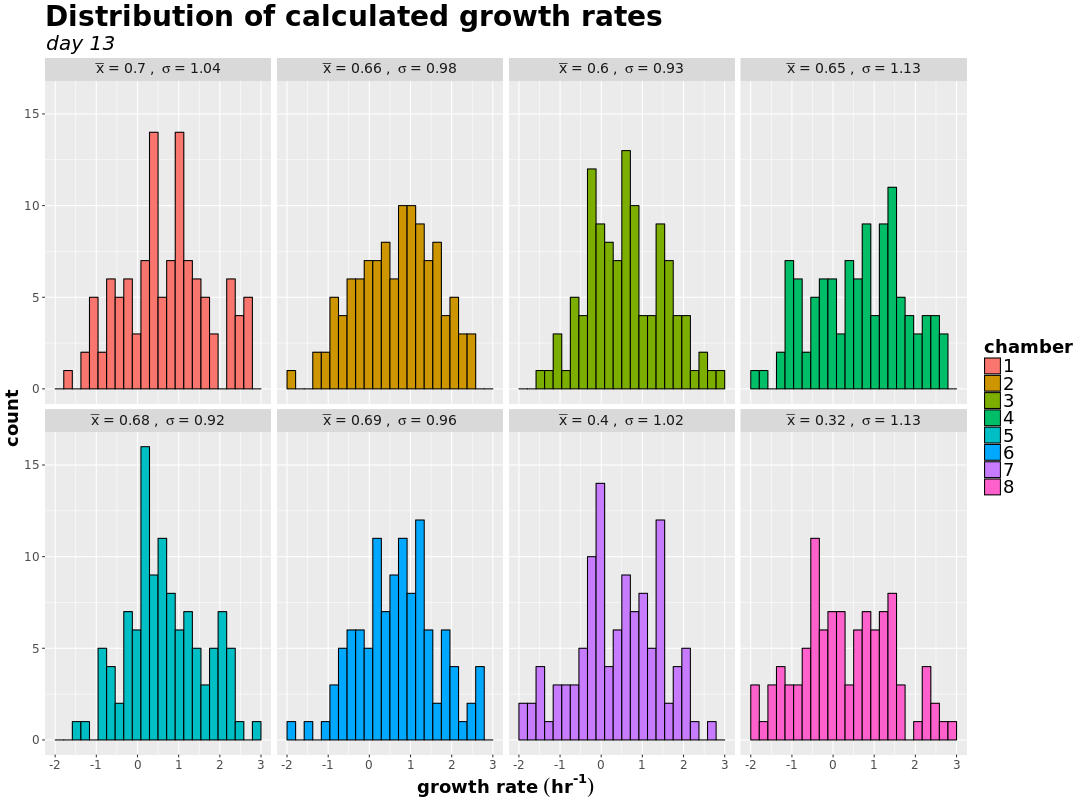 Distribution of calculated growth rates
day 13
x̅ = 0.7 , σ = 1.04
x̅ = 0.66 , σ = 0.98
x̅ = 0.6 , σ = 0.93
x̅ = 0.65 , σ = 1.13
15
10
5
0
x̅ = 0.68 , σ = 0.92
x̅ = 0.69 , σ = 0.96
x̅ = 0.4 , σ = 1.02
x̅ = 0.32 , σ = 1.13
15
10
5
0
-2 -1 0 1 2 3
-2 -1 0 1 2 3
-2 -1 0 1 2 3
-2 -1 0 1 2 3
count
growth rate (hr⁻¹)
chamber
1
2
3
4
5
6
7
8